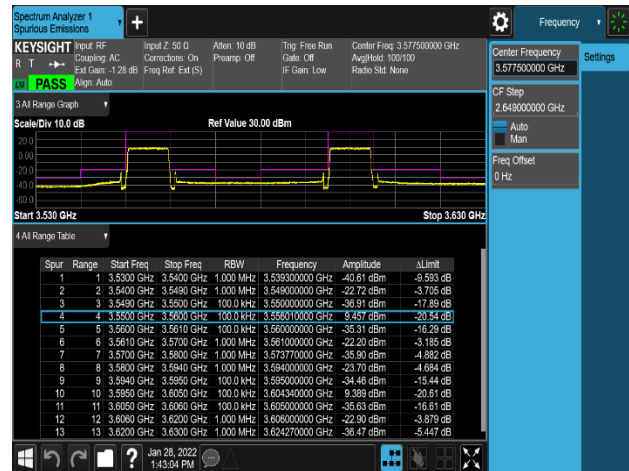 Spectrum Analyzer 1
Spurious Emissions
Frequency
KEYSIGHT Input: RF Input Z: 50 Ω Atten: 10 dB Trig: Free Run Center Freq: 3.577500000 GHz
R T Coupling: AC Corrections: On Preamp: Off Gate: Off Avg|Hold: 100/100
Ext Gain: -1.28 dB Freq Ref: Ext (S) IF Gain: Low Radio Std: None
LXI PASS Align: Auto
Center Frequency
3.577500000 GHz
Settings
CF Step
2.649000000 GHz
Auto
Man
Freq Offset
0 Hz
3 All Range Graph
Scale/Div 10.0 dB Ref Value 30.00 dBm
20.0
0.00
-20.0
-40.0
-60.0
Start 3.530 GHz Stop 3.630 GHz
4 All Range Table
Spur Range Start Freq Stop Freq RBW Frequency Amplitude ΔLimit
1 1 3.5300 GHz 3.5400 GHz 1.000 MHz 3.539300000 GHz -40.61 dBm -9.593 dB
2 2 3.5400 GHz 3.5490 GHz 1.000 MHz 3.549000000 GHz -22.72 dBm -3.705 dB
3 3 3.5490 GHz 3.5500 GHz 100.0 kHz 3.550000000 GHz -36.91 dBm -17.89 dB
4 4 3.5500 GHz 3.5600 GHz 100.0 kHz 3.556010000 GHz 9.457 dBm -20.54 dB
5 5 3.5600 GHz 3.5610 GHz 100.0 kHz 3.560000000 GHz -35.31 dBm -16.29 dB
6 6 3.5610 GHz 3.5700 GHz 1.000 MHz 3.561000000 GHz -22.20 dBm -3.185 dB
7 7 3.5700 GHz 3.5800 GHz 1.000 MHz 3.573770000 GHz -35.90 dBm -4.882 dB
8 8 3.5800 GHz 3.5940 GHz 1.000 MHz 3.594000000 GHz -23.70 dBm -4.684 dB
9 9 3.5940 GHz 3.5950 GHz 100.0 kHz 3.595000000 GHz -34.46 dBm -15.44 dB
10 10 3.5950 GHz 3.6050 GHz 100.0 kHz 3.604340000 GHz 9.389 dBm -20.61 dB
11 11 3.6050 GHz 3.6060 GHz 100.0 kHz 3.605000000 GHz -35.63 dBm -16.61 dB
12 12 3.6060 GHz 3.6200 GHz 1.000 MHz 3.606000000 GHz -22.90 dBm -3.879 dB
13 13 3.6200 GHz 3.6300 GHz 1.000 MHz 3.624270000 GHz -36.47 dBm -5.447 dB
Jan 28, 2022
1:43:04 PM